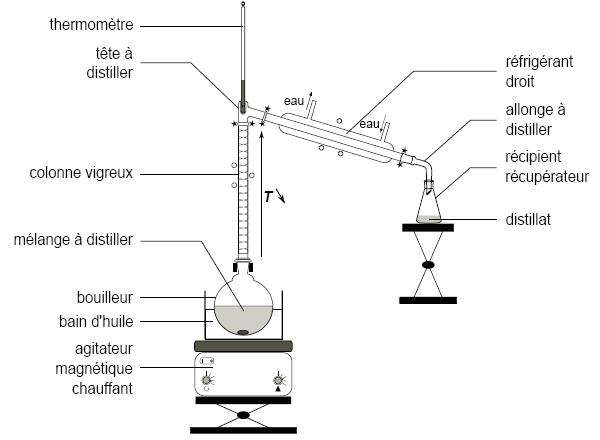 thermomètre
tête à
distiller
colonne vigreux
mélange à distiller
bouilleur
bain d'huile
agitateur
magnétique
chauffant
T
eau
eau
réfrigérant
droit
allonge à
distiller
récipient
récupérateur
distillat